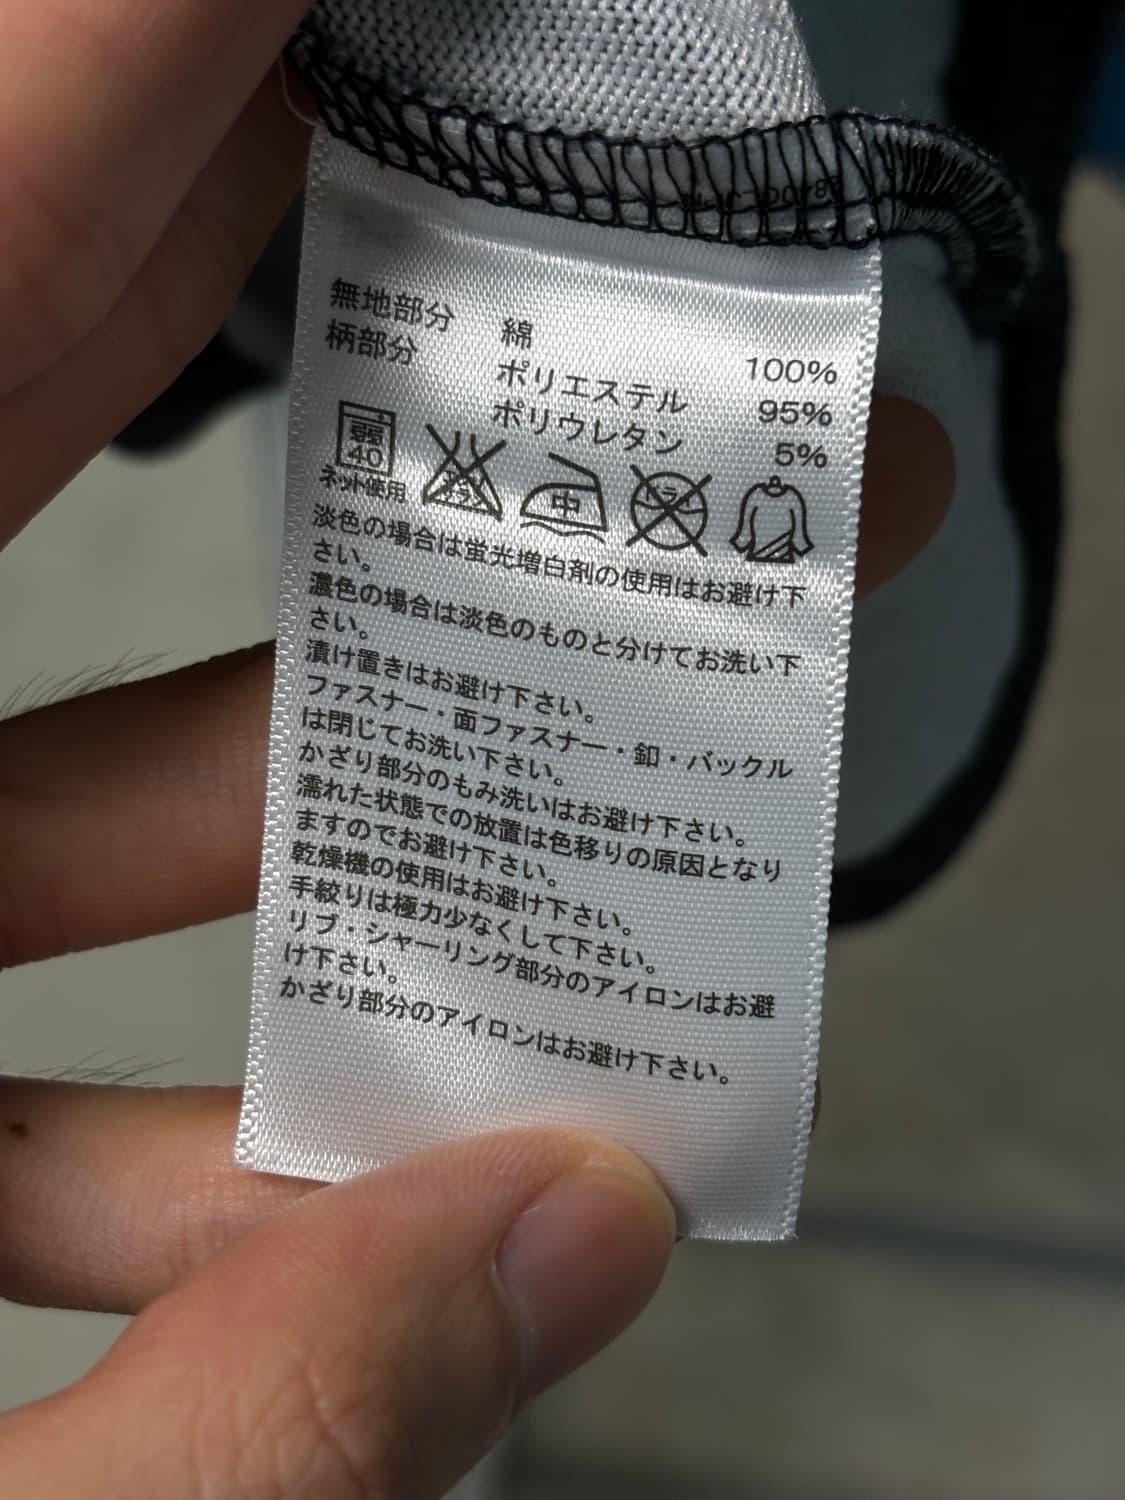 無地部分 綿 100%
柄部分 ポリエステル 95%
ポリウレタン 5%
弱
40
ネット使用
エンソ
サラシ
中
ドライ
淡色の場合は蛍光増白剤の使用はお避け下
さい。
濃色の場合は淡色のものと分けてお洗い下
さい。
漬け置きはお避け下さい。
ファスナー・面ファスナー・釦・バックル
は閉じてお洗い下さい。
かざり部分のもみ洗いはお避け下さい。
濡れた状態での放置は色移りの原因となり
ますのでお避け下さい。
乾燥機の使用はお避け下さい。
手絞りは極力少なくして下さい。
リブ・シャーリング部分のアイロンはお避
け下さい。
かざり部分のアイロンはお避け下さい。